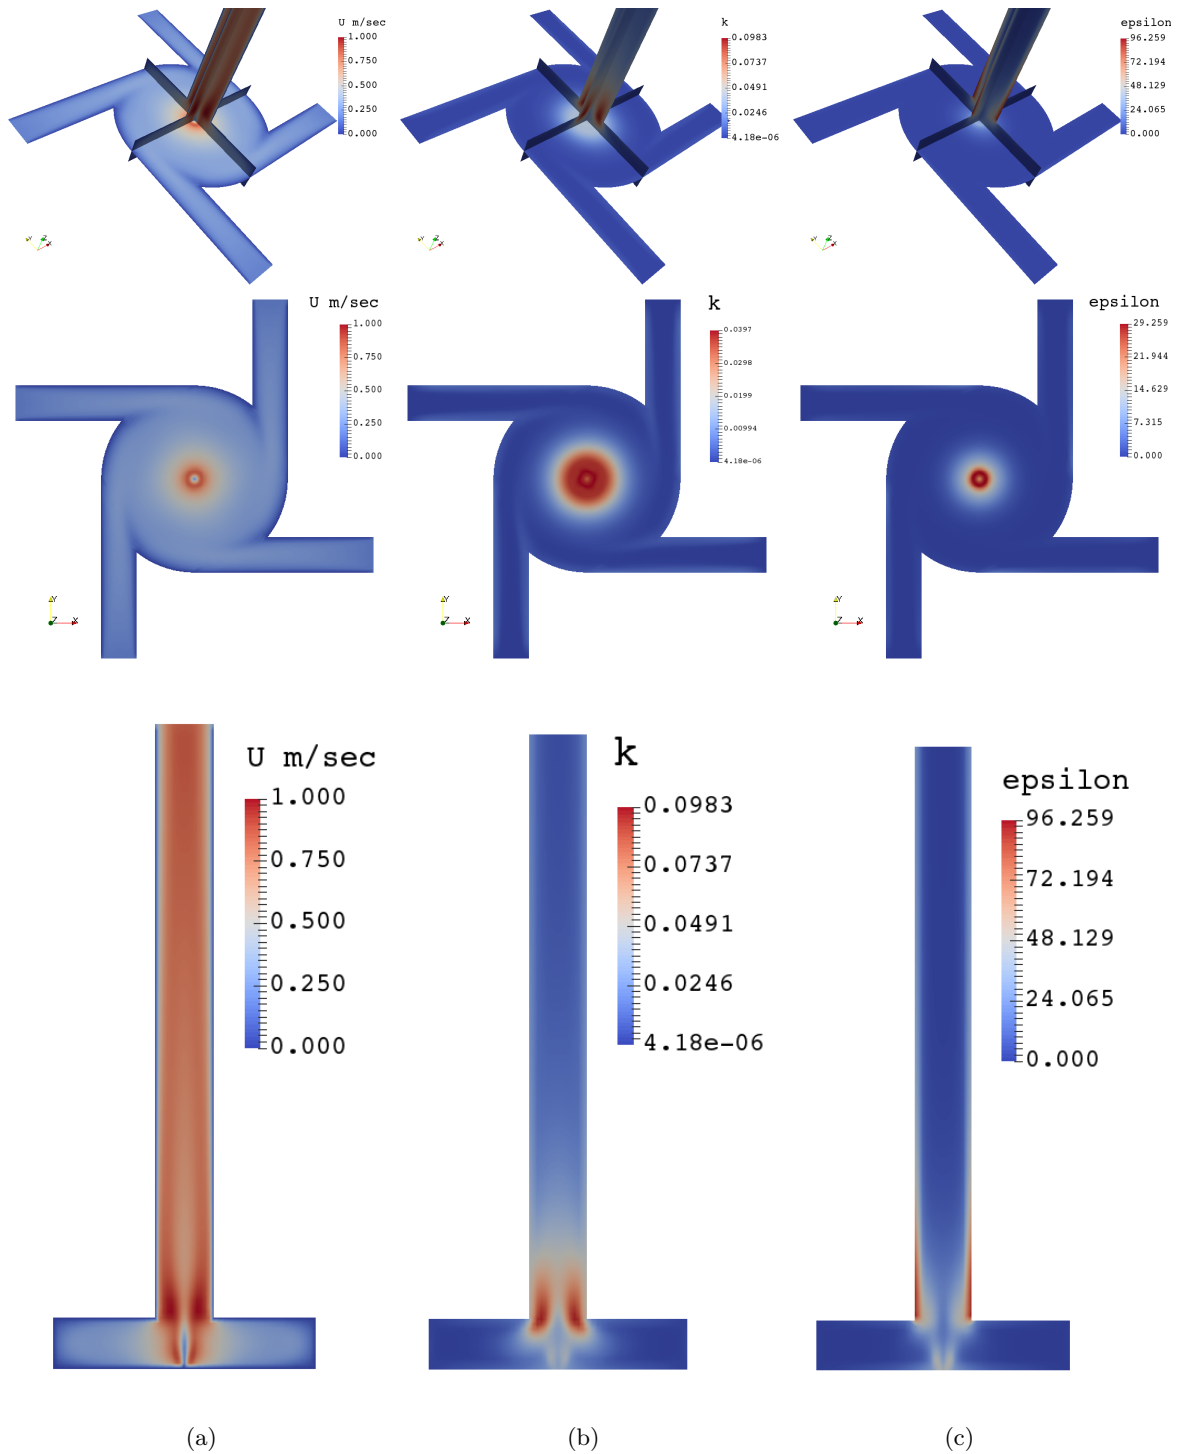 U m/sec
1.000
0.750
0.500
0.250
0.000
k
0.0983
0.0737
0.0491
0.0246
4.18e-06
epsilon
96.259
72.194
48.129
24.065
0.000
Y Z X
Y Z X
Y Z X
U m/sec
1.000
0.750
0.500
0.250
0.000
k
0.0397
0.0298
0.0199
0.00994
4.18e-06
epsilon
29.259
21.944
14.629
7.315
0.000
Y
Z X
Y
Z X
Y
Z X
U m/sec
1.000
0.750
0.500
0.250
0.000
k
0.0983
0.0737
0.0491
0.0246
4.18e-06
epsilon
96.259
72.194
48.129
24.065
0.000
(a)
(b)
(c)